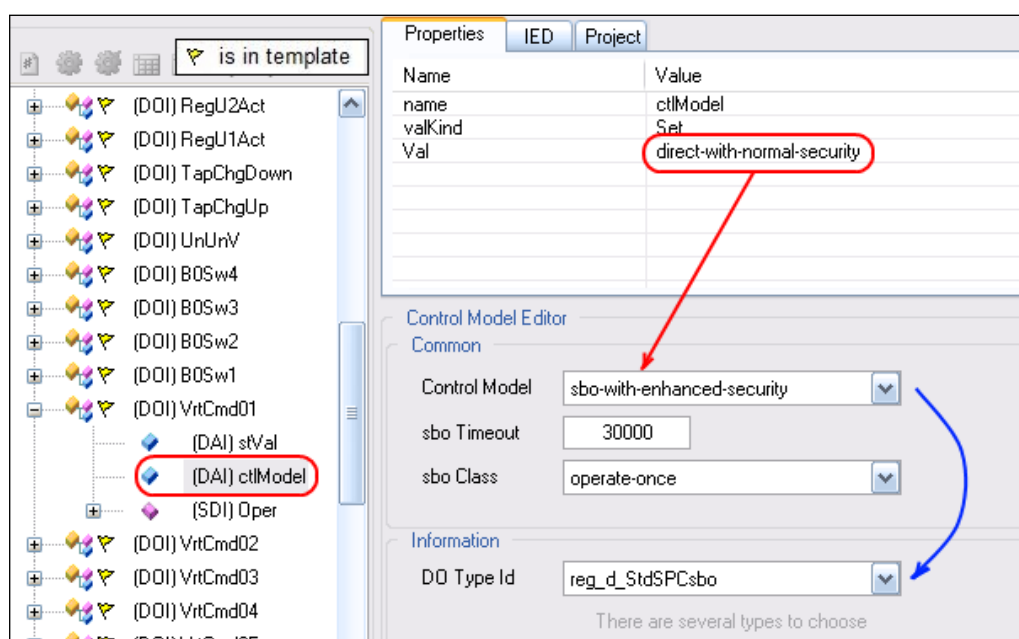 is in template
(DOI) RegU2Act
(DOI) RegU1Act
(DOI) TapChgDown
(DOI) TapChgUp
(DOI) UnUnV
(DOI) B0Sw4
(DOI) B0Sw3
(DOI) B0Sw2
(DOI) B0Sw1
(DOI) VrtCmd01
(DAI) stVal
(DAI) ctlModel
(SDI) Oper
(DOI) VrtCmd02
(DOI) VrtCmd03
(DOI) VrtCmd04
Properties IED Project
Name Value
name ctlModel
valKind Set
Val direct-with-normal-security
Control Model Editor
Common
Control Model sbo-with-enhanced-security
sbo Timeout 30000
sbo Class operate-once
Information
DO Type Id reg_d_StdSPCsbo
There are several types to choose